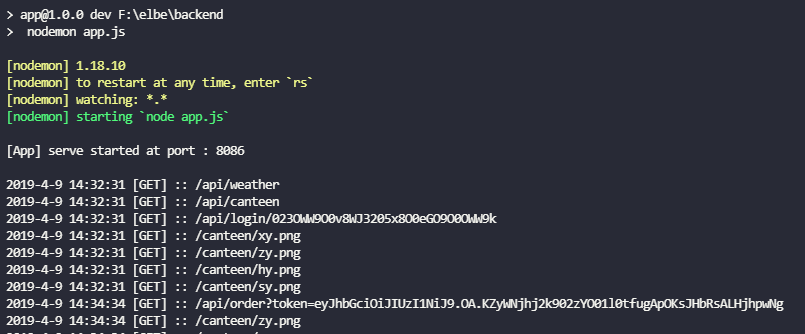 > app@1.0.0 dev F:\elbe\backend
> nodemon app.js
[nodemon] 1.18.10
[nodemon] to restart at any time, enter `rs`
[nodemon] watching: *.*
[nodemon] starting `node app.js`
[App] serve started at port : 8086
2019-4-9 14:32:31 [GET] :: /api/weather
2019-4-9 14:32:31 [GET] :: /api/canteen
2019-4-9 14:32:31 [GET] :: /api/login/023OWW9O0v8WJ3205x8O0eGO9O0OWW9k
2019-4-9 14:32:31 [GET] :: /canteen/xy.png
2019-4-9 14:32:31 [GET] :: /canteen/zy.png
2019-4-9 14:32:31 [GET] :: /canteen/hy.png
2019-4-9 14:32:31 [GET] :: /canteen/sy.png
2019-4-9 14:34:34 [GET] :: /api/order?token=eyJhbGciOiJIUzI1NiJ9.OA.KZyWNjhj2k902zYO01l0tfugApOKsJHbRsALHjhpwNg
2019-4-9 14:34:34 [GET] :: /canteen/zy.png